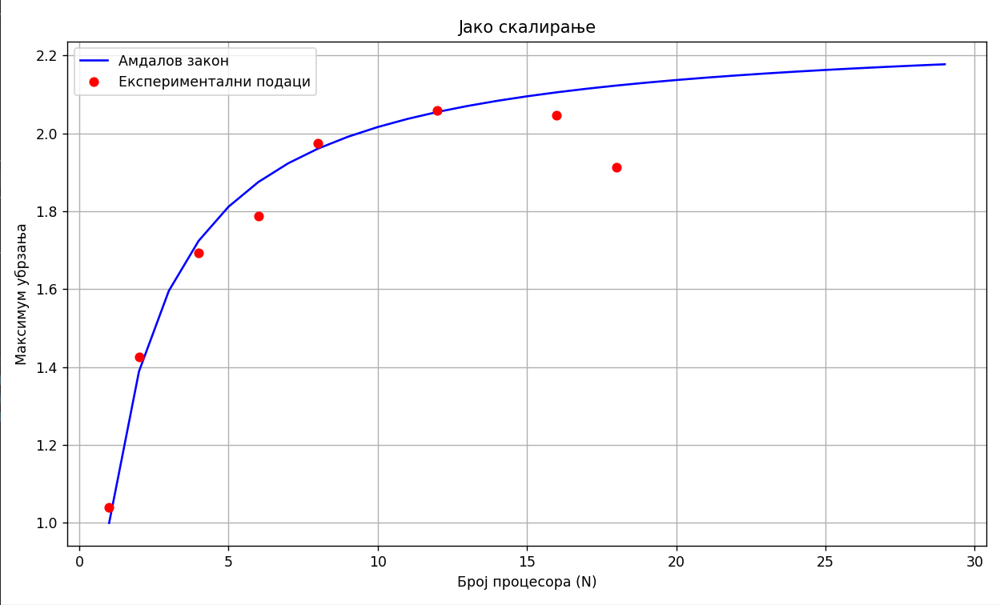 Јако скалирање
Амдалов закон
Експериментални подаци
Максимум убрзања
2.2
2.0
1.8
1.6
1.4
1.2
1.0
0
5
10
15
20
25
30
Број процесора (N)